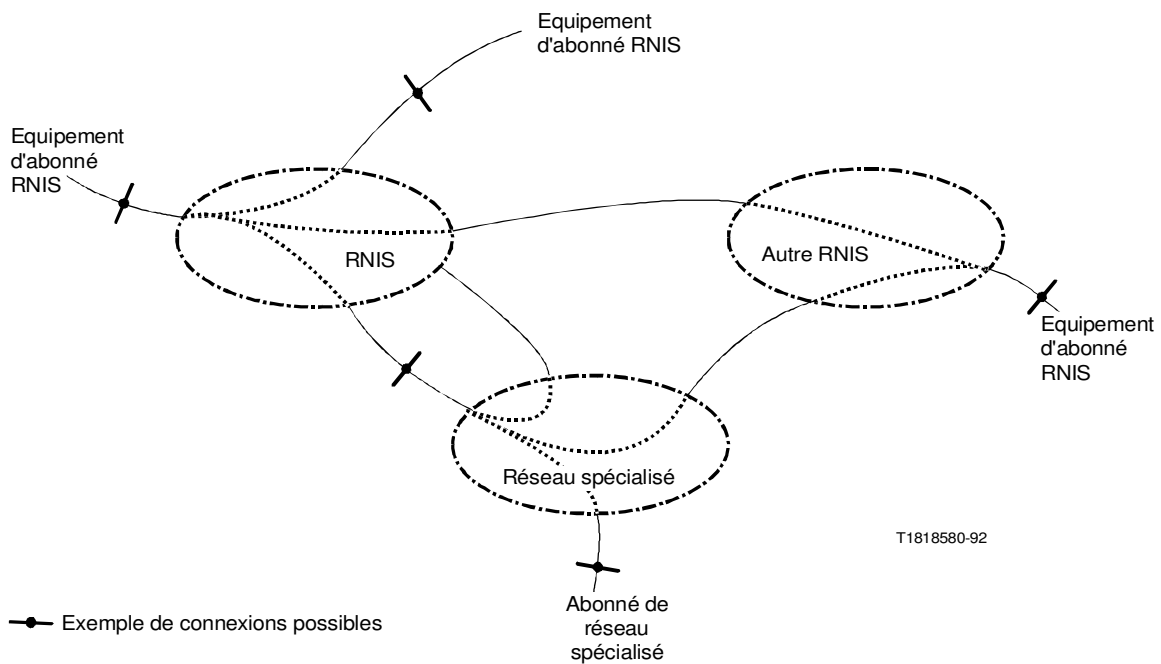 Equipement
d'abonné RNIS
Equipement
d'abonné
RNIS
RNIS
Autre RNIS
Equipement
d'abonné
RNIS
Réseau spécialisé
T1818580-92
Abonné de
réseau
spécialisé
Exemple de connexions possibles